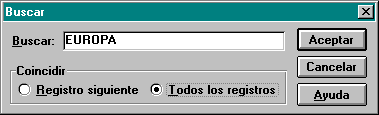 Buscar
Buscar: EUROPA
Aceptar
Coincidir
Cancelar
Registro siguiente Todos los registros
Ayuda